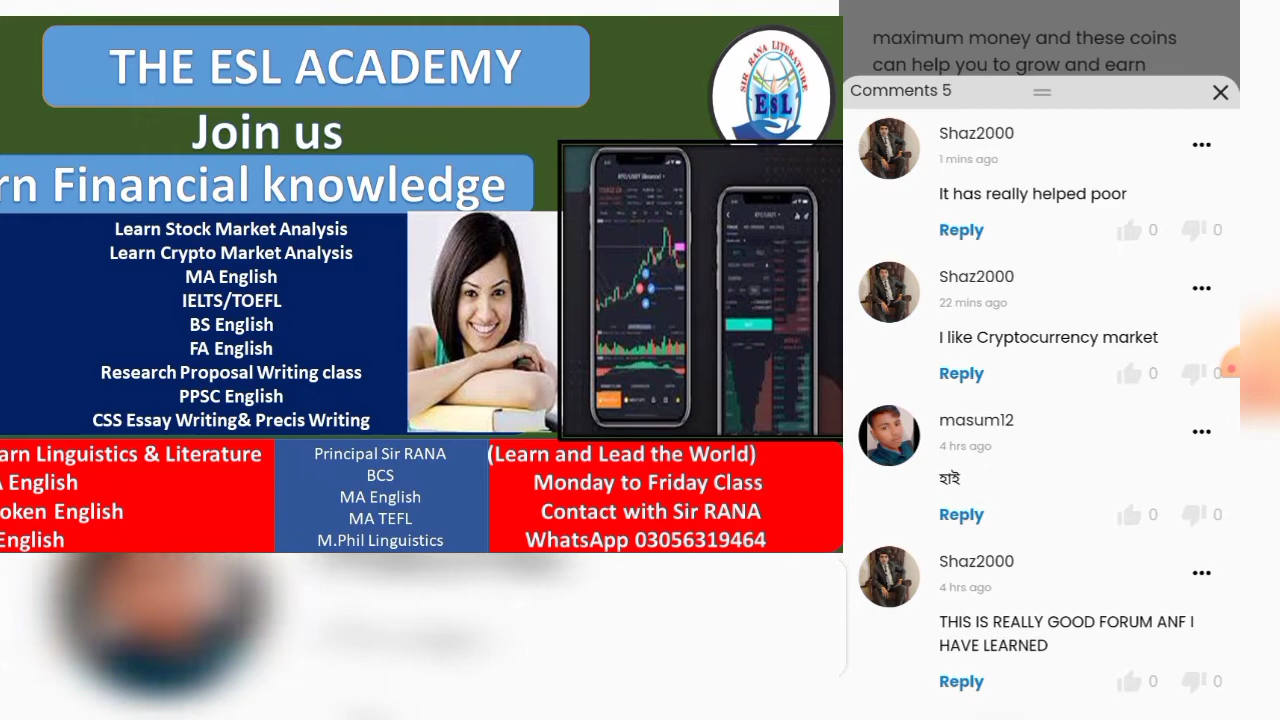 THE ESL ACADEMY
SIR RANA LITERATURE
ESL
Join us
rn Financial knowledge
Learn Stock Market Analysis
Learn Crypto Market Analysis
MA English
IELTS/TOEFL
BS English
FA English
Research Proposal Writing class
PPSC English
CSS Essay Writing& Precis Writing
arn Linguistics & Literature
A English
oken English
English
Principal Sir RANA
BCS
MA English
MA TEFL
M.Phil Linguistics
(Learn and Lead the World)
Monday to Friday Class
Contact with Sir RANA
WhatsApp 03056319464
maximum money and these coins
can help you to grow and earn
Comments 5
Shaz2000
1 mins ago
It has really helped poor
Reply 0 0
Shaz2000
22 mins ago
I like Cryptocurrency market
Reply 0 0
masum12
4 hrs ago
হাই
Reply 0 0
Shaz2000
4 hrs ago
THIS IS REALLY GOOD FORUM ANF I
HAVE LEARNED
Reply 0 0